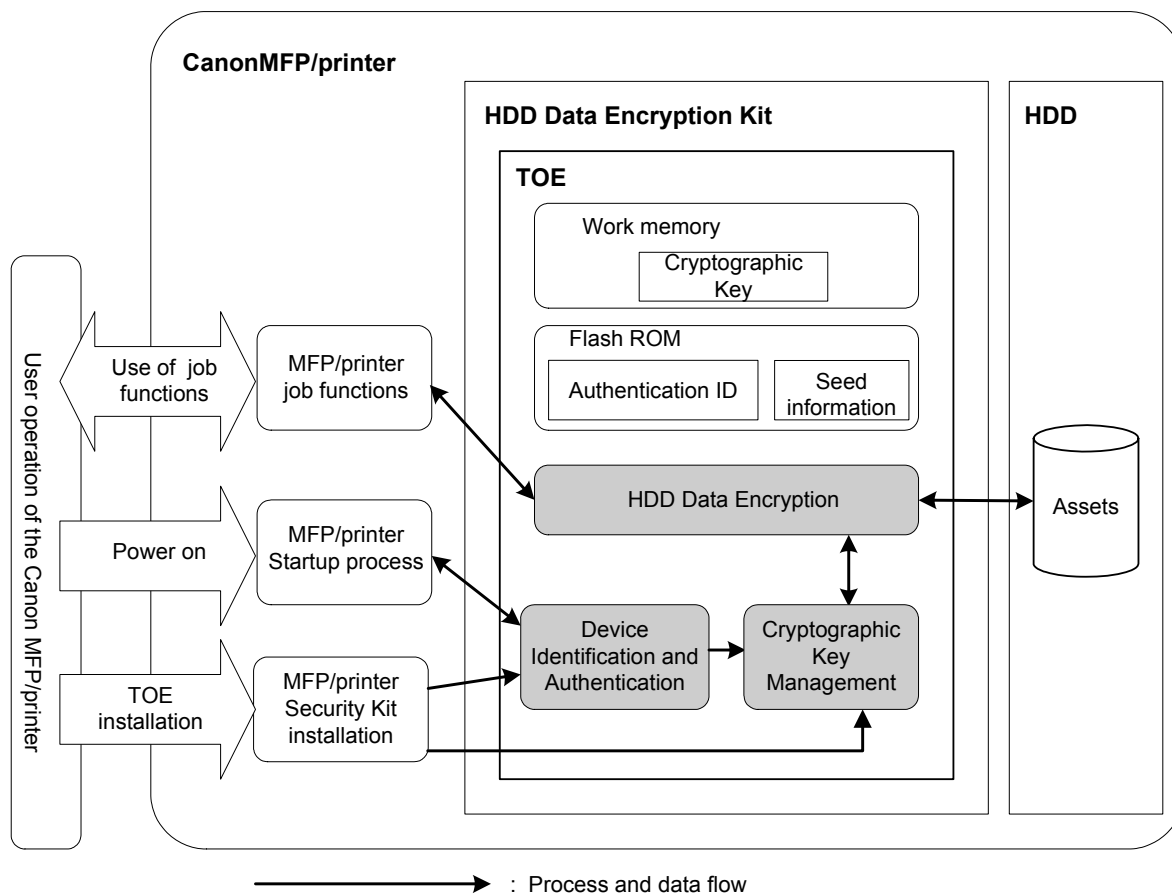 CanonMFP/printer
HDD Data Encryption Kit
HDD
TOE
Work memory
Cryptographic
Key
Flash ROM
Authentication ID
Seed
information
User operation of the Canon MFP/printer
Use of job
functions
MFP/printer
job functions
HDD Data Encryption
Assets
Power on
MFP/printer
Startup process
Device
Identification and
Authentication
Cryptographic
Key
Management
TOE
installation
MFP/printer
Security Kit
installation
: Process and data flow